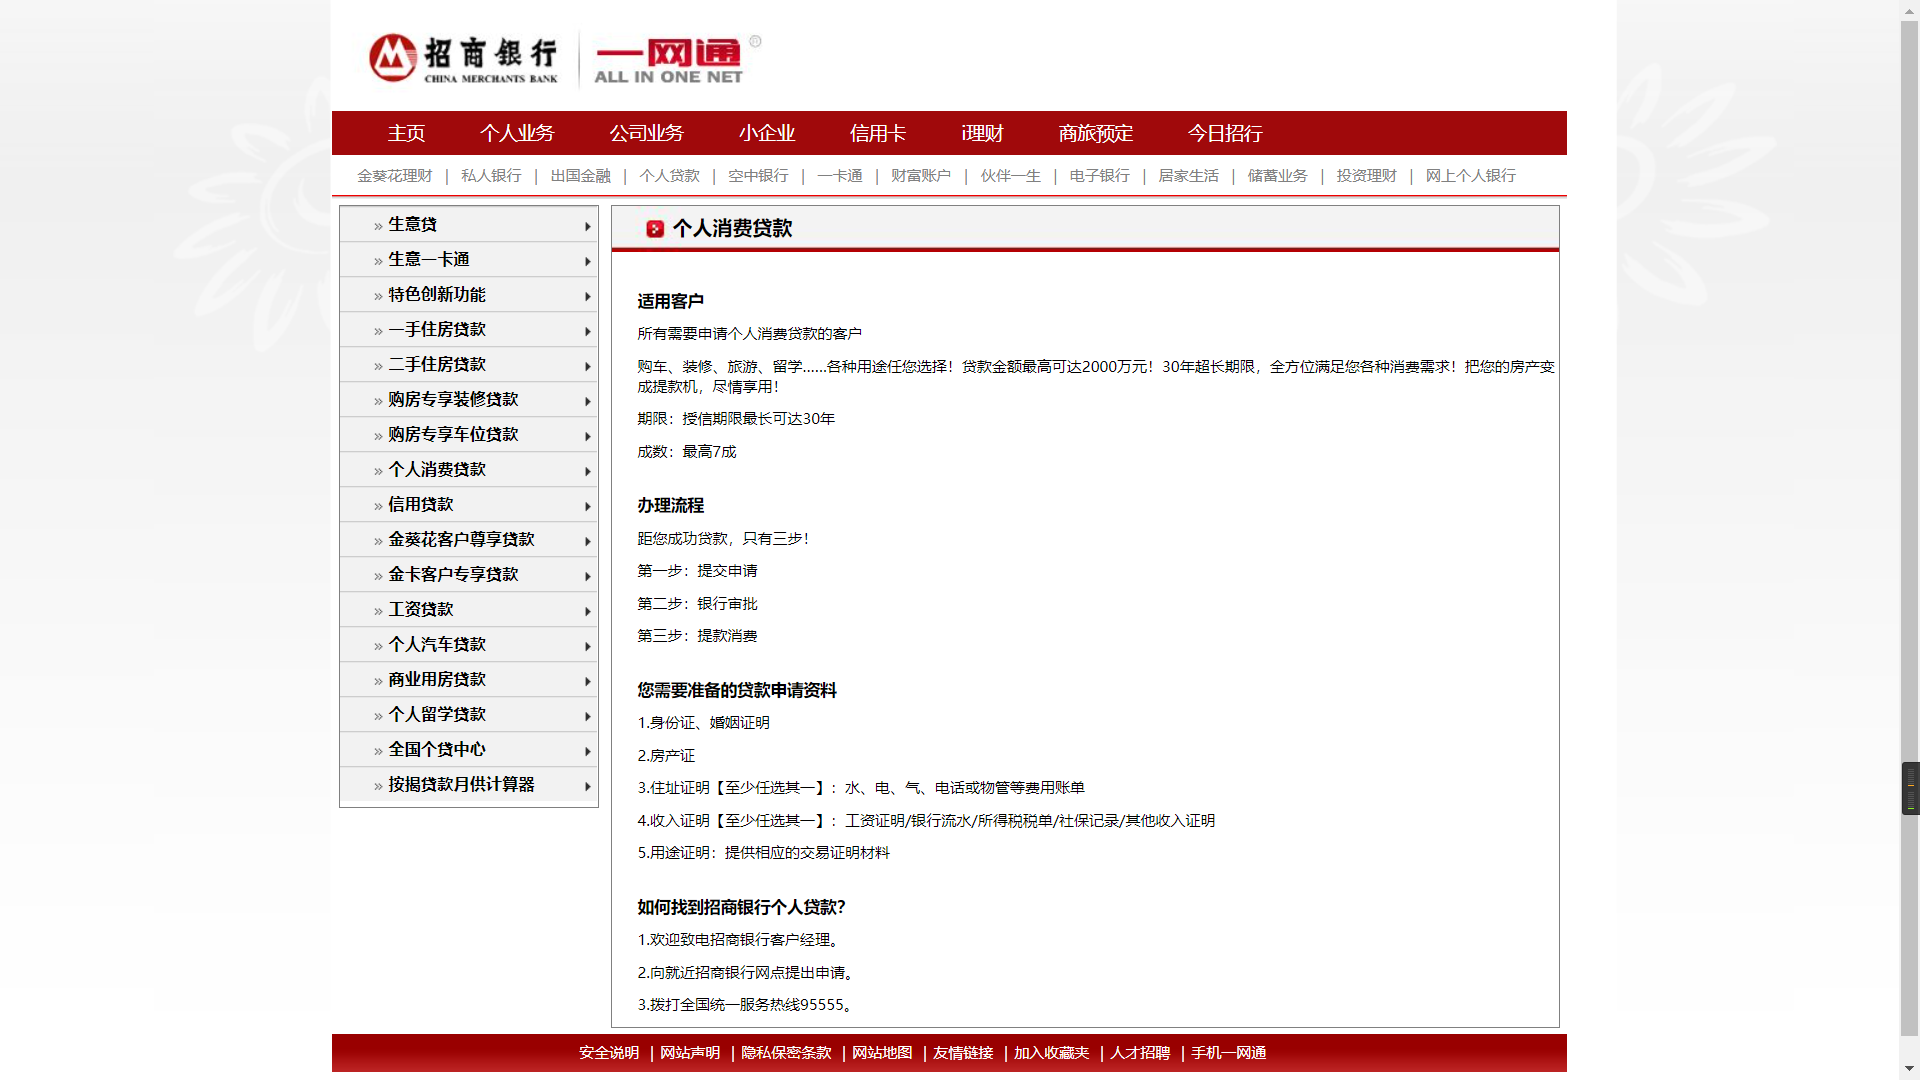 招商银行 一网通 ®
CHINA MERCHANTS BANK ALL IN ONE NET
主页 个人业务 公司业务 小企业 信用卡 i理财 商旅预定 今日招行
金葵花理财 | 私人银行 | 出国金融 | 个人贷款 | 空中银行 | 一卡通 | 财富账户 | 伙伴一生 | 电子银行 | 居家生活 | 储蓄业务 | 投资理财 | 网上个人银行
» 生意贷
» 生意一卡通
» 特色创新功能
» 一手住房贷款
» 二手住房贷款
» 购房专享装修贷款
» 购房专享车位贷款
» 个人消费贷款
» 信用贷款
» 金葵花客户尊享贷款
» 金卡客户专享贷款
» 工资贷款
» 个人汽车贷款
» 商业用房贷款
» 个人留学贷款
» 全国个贷中心
» 按揭贷款月供计算器
个人消费贷款
适用客户
所有需要申请个人消费贷款的客户
购车、装修、旅游、留学……各种用途任您选择！贷款金额最高可达2000万元！30年超长期限，全方位满足您各种消费需求！把您的房产变
成提款机，尽情享用！
期限：授信期限最长可达30年
成数：最高7成
办理流程
距您成功贷款，只有三步！
第一步：提交申请
第二步：银行审批
第三步：提款消费
您需要准备的贷款申请资料
1.身份证、婚姻证明
2.房产证
3.住址证明【至少任选其一】：水、电、气、电话或物管等费用账单
4.收入证明【至少任选其一】：工资证明/银行流水/所得税税单/社保记录/其他收入证明
5.用途证明：提供相应的交易证明材料
如何找到招商银行个人贷款？
1.欢迎致电招商银行客户经理。
2.向就近招商银行网点提出申请。
3.拨打全国统一服务热线95555。
安全说明 | 网站声明 | 隐私保密条款 | 网站地图 | 友情链接 | 加入收藏夹 | 人才招聘 | 手机一网通